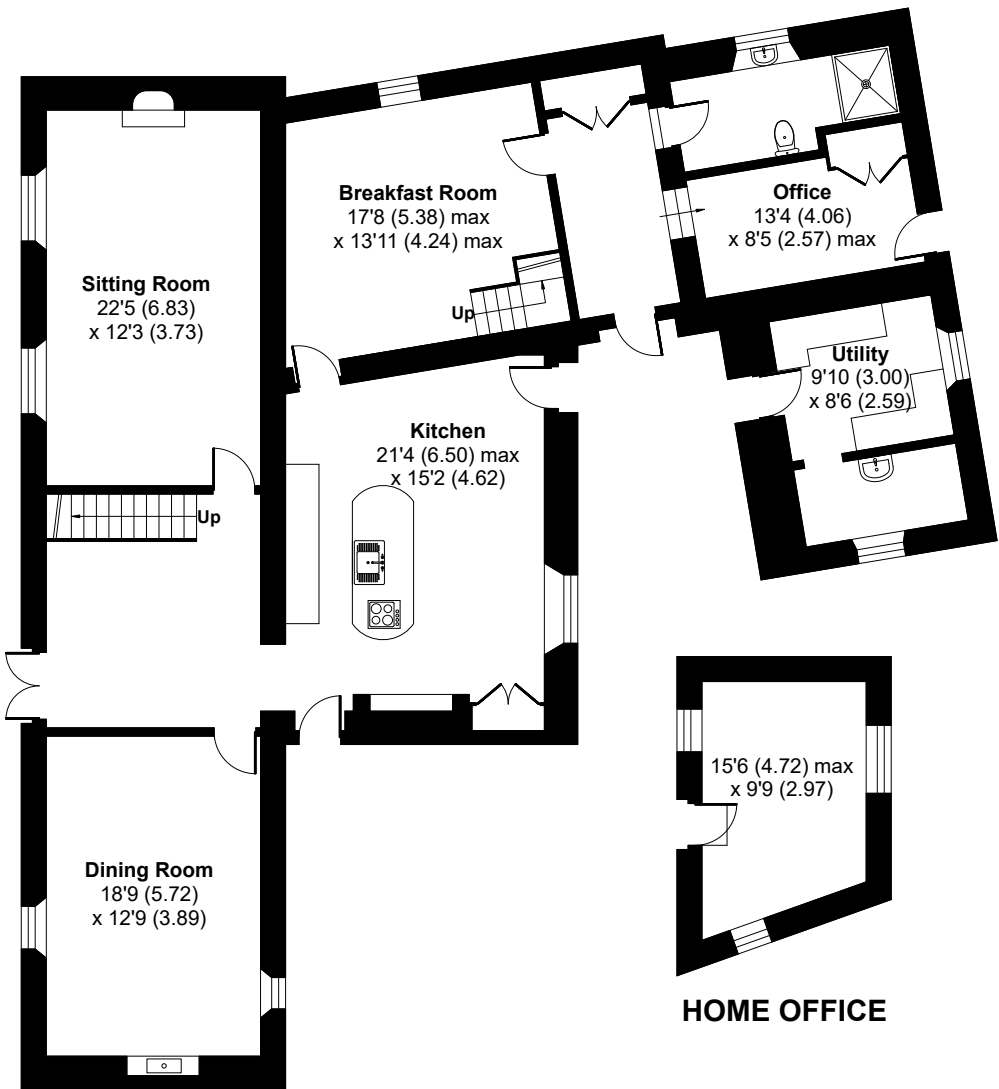 Breakfast Room
17'8 (5.38) max
x 13'11 (4.24) max
Office
13'4 (4.06)
x 8'5 (2.57) max
Sitting Room
22'5 (6.83)
x 12'3 (3.73)
Up
Utility
9'10 (3.00)
x 8'6 (2.59)
Kitchen
21'4 (6.50) max
x 15'2 (4.62)
Up
15'6 (4.72) max
x 9'9 (2.97)
Dining Room
18'9 (5.72)
x 12'9 (3.89)
HOME OFFICE